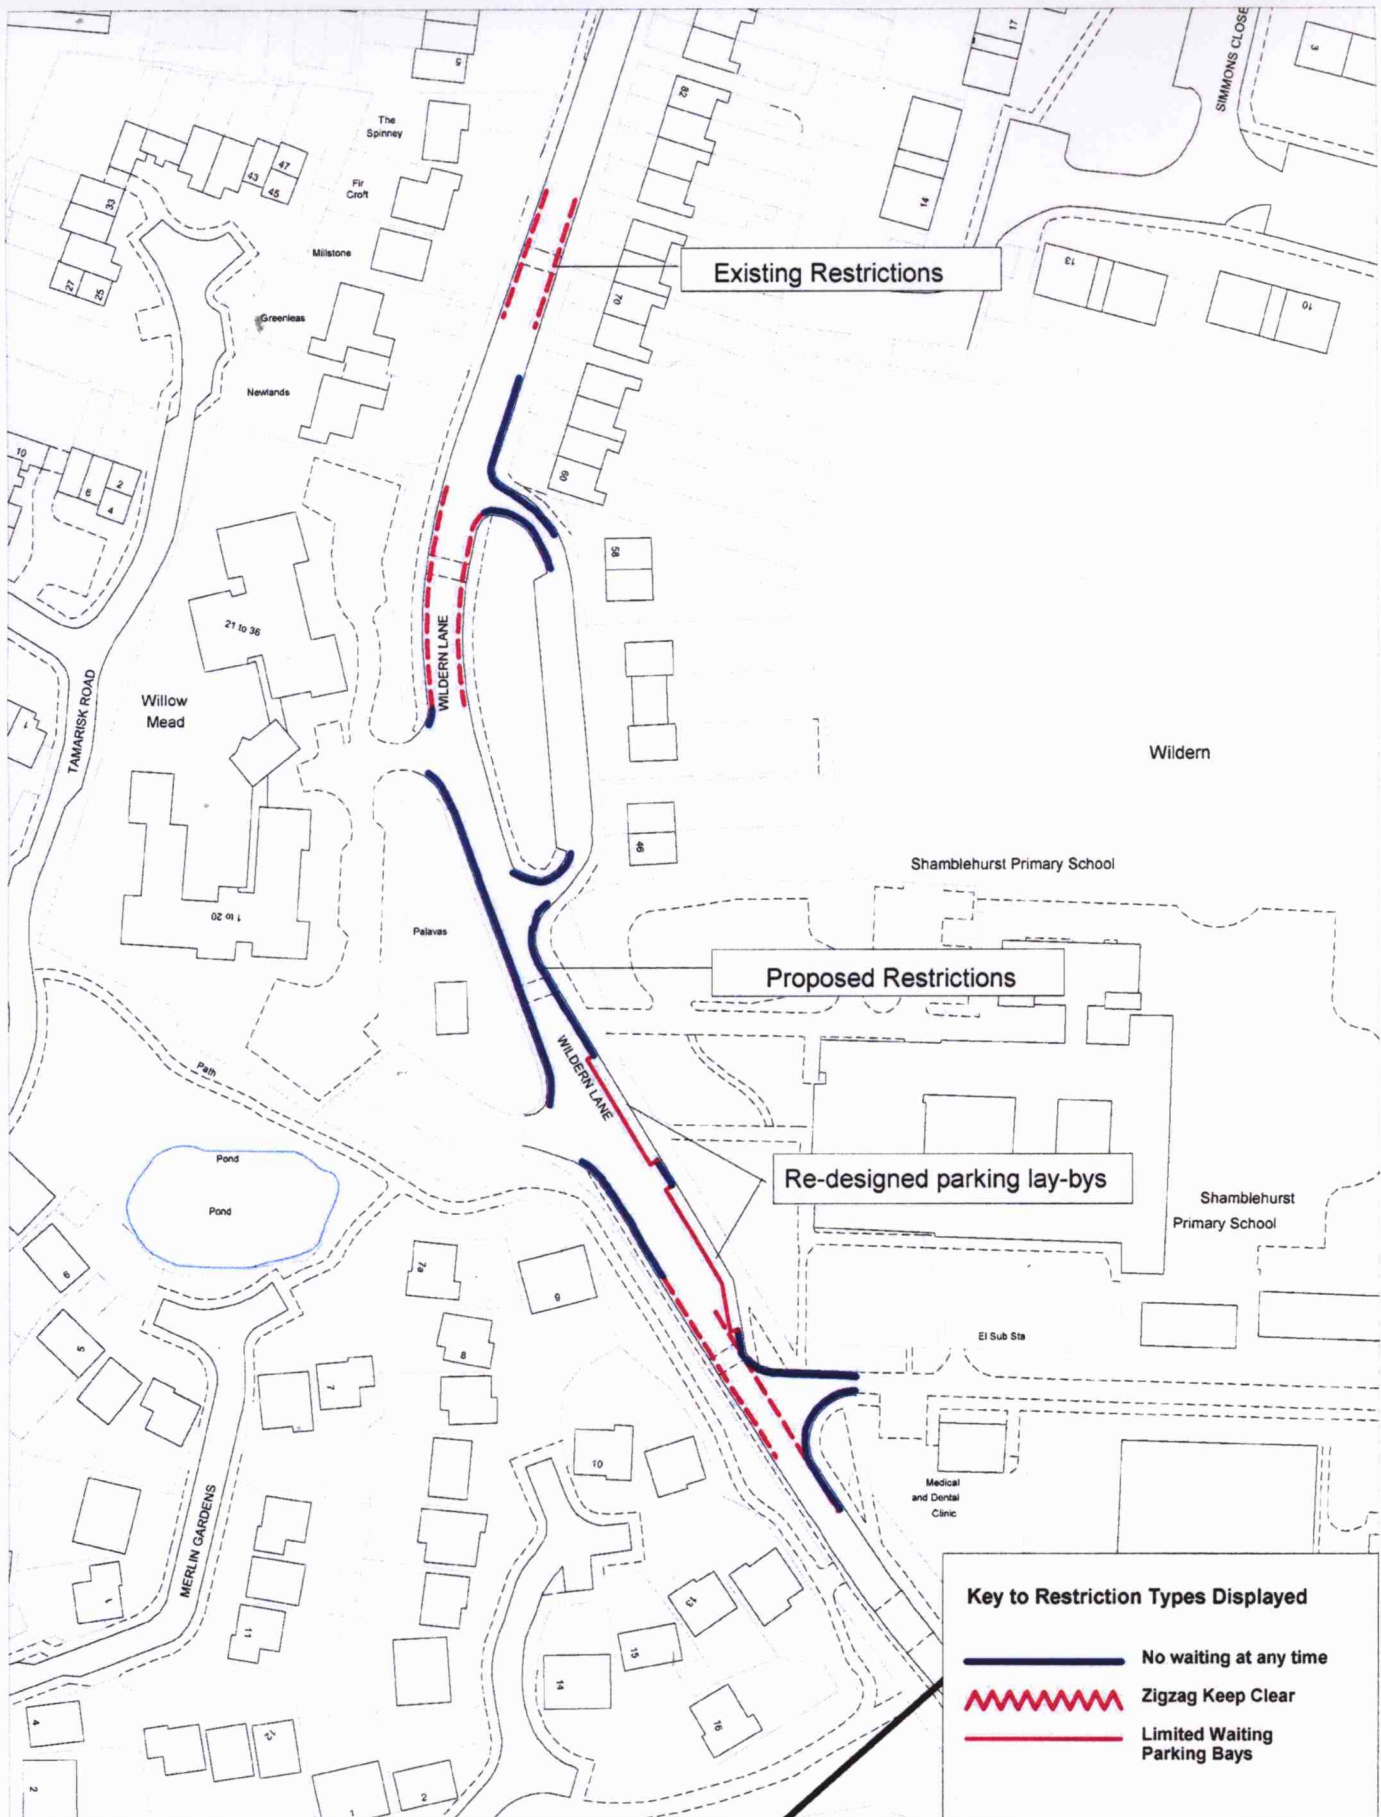 SIMMONS CLOSE
17
3
5
82
The
Spinney
47
43
45
Fir
Croft
33
14
Millstone
27
25
Existing Restrictions
13
10
70
Greenleas
Newlands
10
6
2
4
60
58
21 to 36
WILDERN LANE
TAMARISK ROAD
Willow
Mead
1
Wildern
46
Shamblehurst Primary School
1 to 20
Palavas
Proposed Restrictions
WILDERN LANE
Path
Pond
Pond
Re-designed parking lay-bys
Shamblehurst
Primary School
7a
9
6
5
8
7
El Sub Sta
10
Medical
and Dental
Clinic
MERLIN GARDENS
1
11
13
15
14
16
4
12
2
1
2
Key to Restriction Types Displayed
No waiting at any time
Zigzag Keep Clear
Limited Waiting
Parking Bays